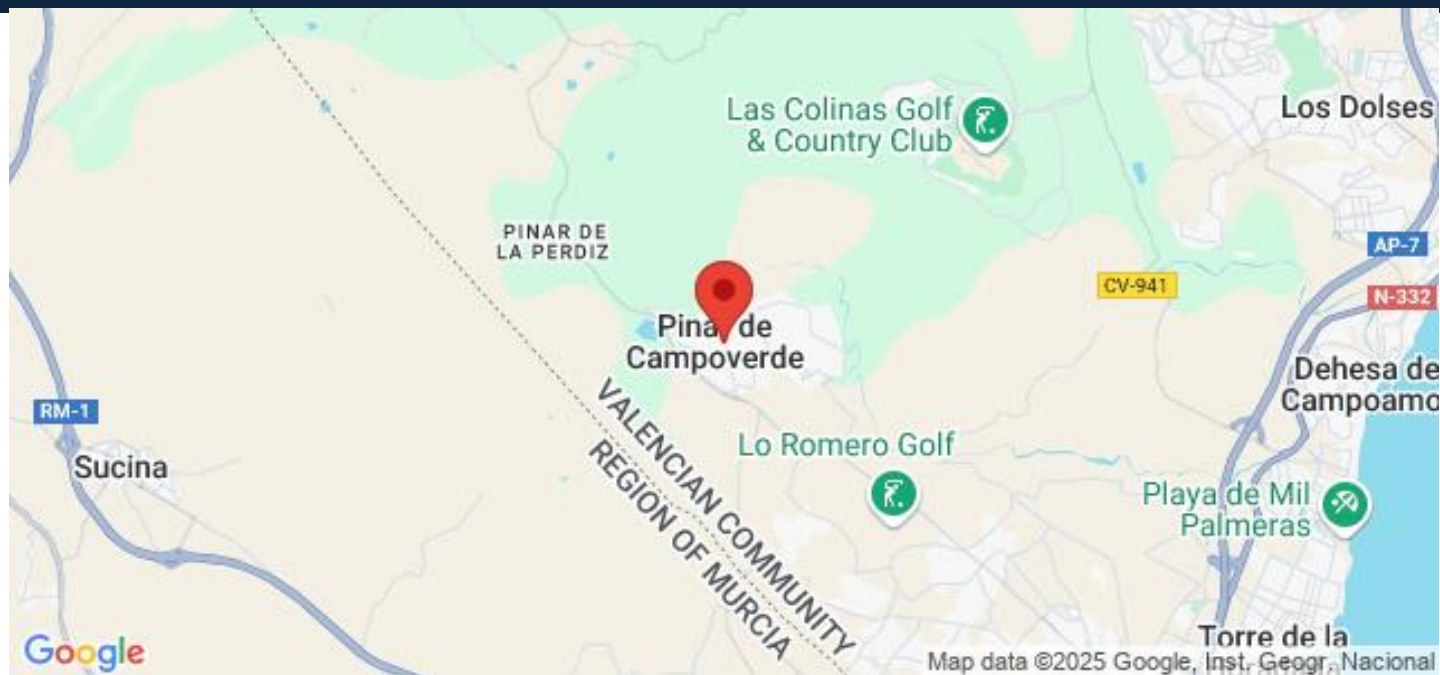 Las Colinas Golf
& Country Club
Los Dolses
PINAR DE
LA PERDIZ
AP-7
CV-941
N-332
Pinar de
Campoverde
Dehesa de
Campoamo
RM-1
Sucina
VALENCIAN COMMUNITY
REGION OF MURCIA
Lo Romero Golf
Playa de Mil
Palmeras
Torre de la
Google
Map data ©2025 Google, Inst. Geogr. Nacional